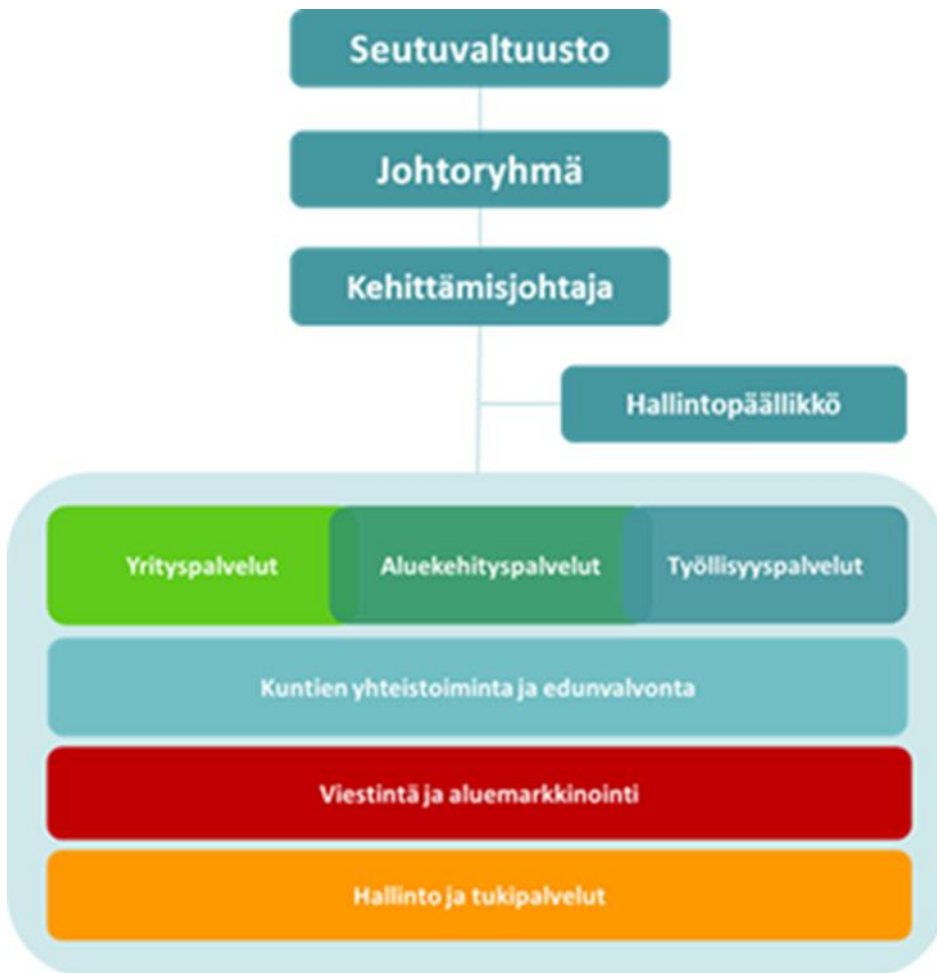 Seutuvaltuusto
Johtoryhmä
Kehittämisjohtaja
Hallintopäällikkö
Yrityspalvelut
Aluekehityspalvelut
Työllisyyspalvelut
Kuntien yhteistoiminta ja edunvalvonta
Viestintä ja aluemarkkinointi
Hallinto ja tukipalvelut